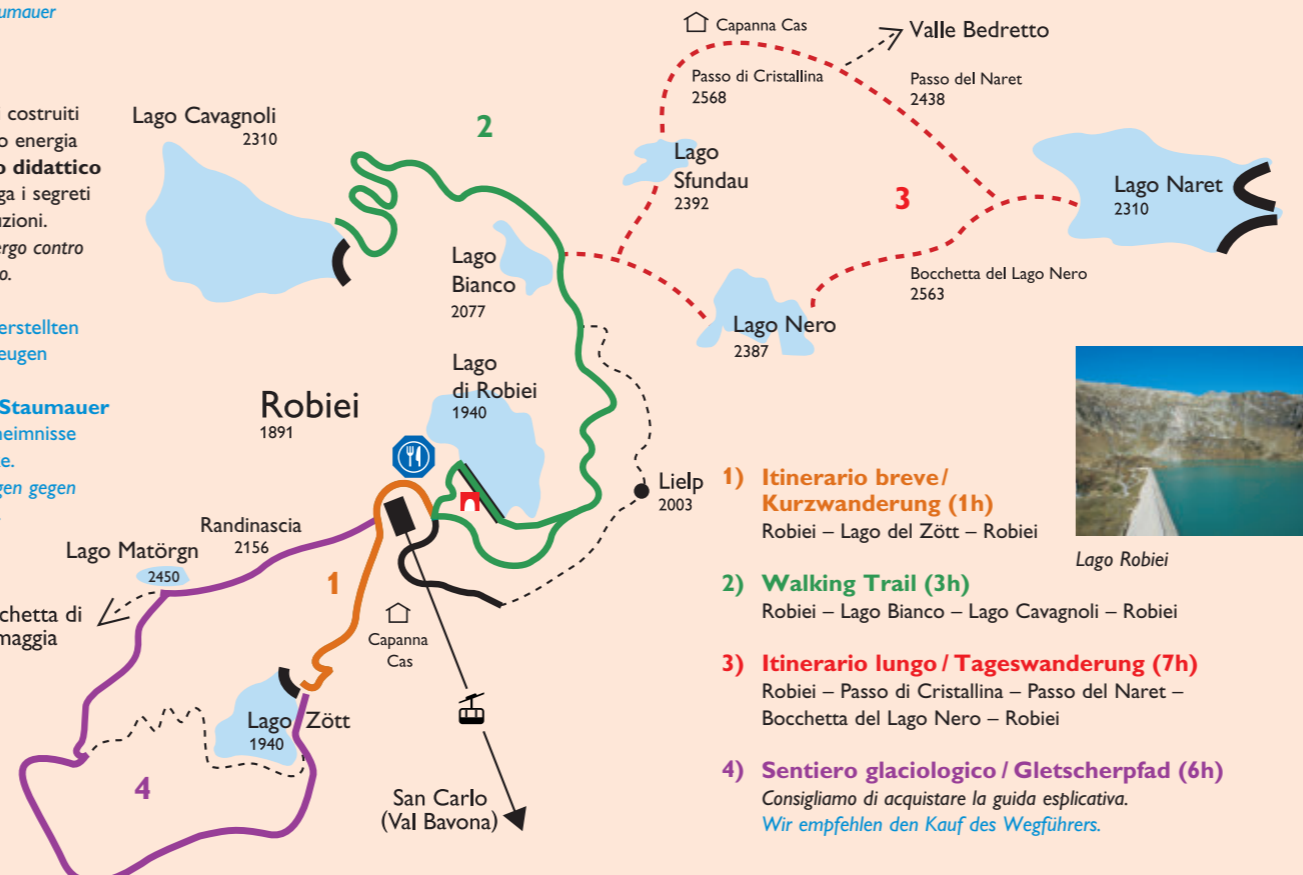 umauer
i costruiti
o energia
o didattico
ga i segreti
uzioni.
ergo contro
o.
erstellten
eugen
Staumauer
heimnisse
e.
gen gegen
Lago Cavagnoli
2310
2
Capanna Cas
Valle Bedretto
Passo di Cristallina
2568
Passo del Naret
2438
Lago
Sfundau
2392
3
Lago Naret
2310
Lago
Bianco
2077
Bocchetta del Lago Nero
2563
Lago Nero
2387
Lago
di Robiei
1940
Robiei
1891
Lielp
2003
Randinascia
2156
Lago Matörgn
2450
chetta di
maggia
1
Capanna
Cas
Lago Zött
1940
4
San Carlo
(Val Bavona)
Lago Robiei
1) Itinerario breve/
Kurzwanderung (1h)
Robiei – Lago del Zött – Robiei
2) Walking Trail (3h)
Robiei – Lago Bianco – Lago Cavagnoli – Robiei
3) Itinerario lungo / Tageswanderung (7h)
Robiei – Passo di Cristallina – Passo del Naret –
Bocchetta del Lago Nero – Robiei
4) Sentiero glaciologico / Gletscherpfad (6h)
Consigliamo di acquistare la guida esplicativa.
Wir empfehlen den Kauf des Wegführers.